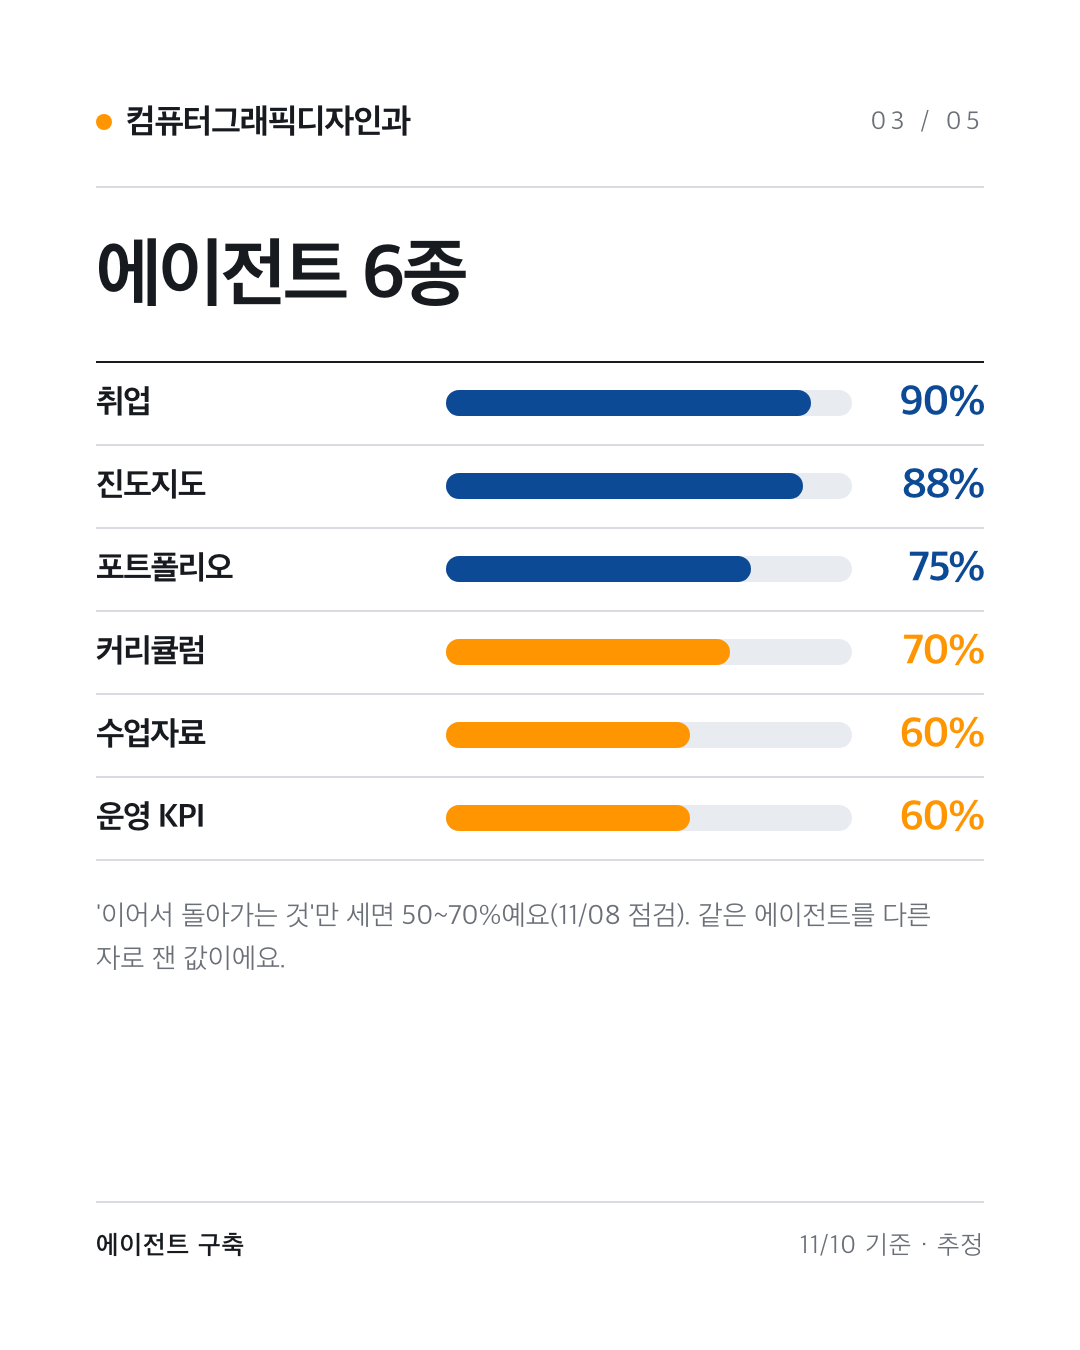 컴퓨터그래픽디자인과
03 / 05
에이전트 6종
취업 90%
진도지도 88%
포트폴리오 75%
커리큘럼 70%
수업자료 60%
운영 KPI 60%
'이어서 돌아가는 것'만 세면 50~70%예요(11/08 점검). 같은 에이전트를 다른
자로 잰 값이에요.
에이전트 구축
11/10 기준 · 추정